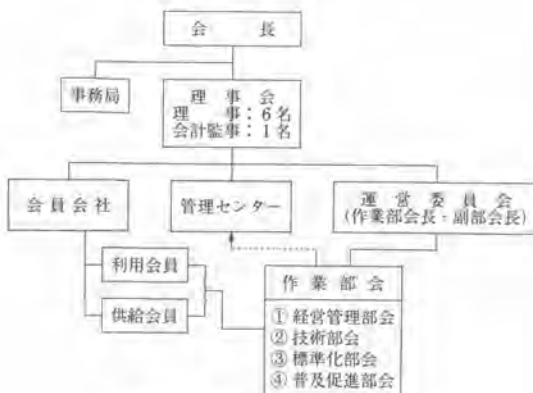 会長
事務局
理事会
理事：6名
会計監事：1名
会員会社
管理センター
運営委員会
(作業部会長・副部会長)
利用会員
供給会員
作業部会
① 経営管理部会
② 技術部会
③ 標準化部会
④ 普及促進部会